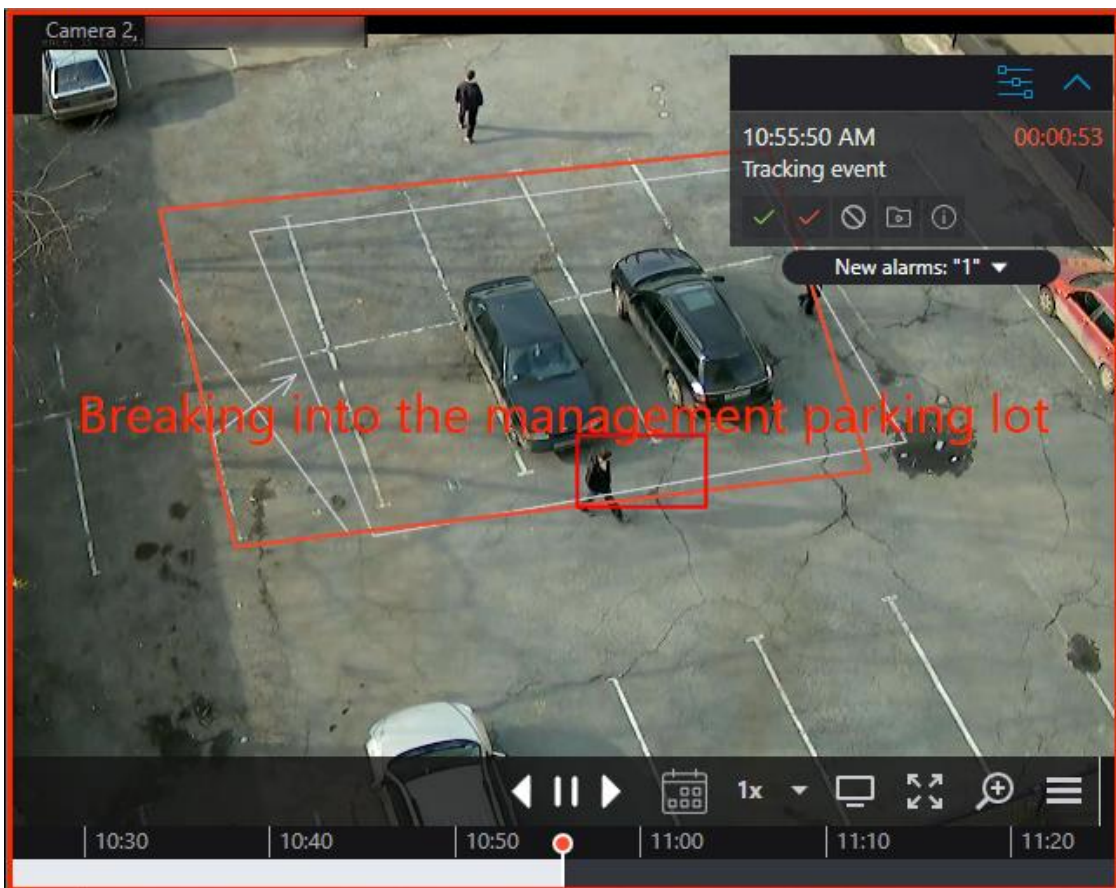 Camera 2,
10:55:50 AM 00:00:53
Tracking event
New alarms: "1"
Breaking into the management parking lot
1x
10:30 10:40 10:50 11:00 11:10 11:20